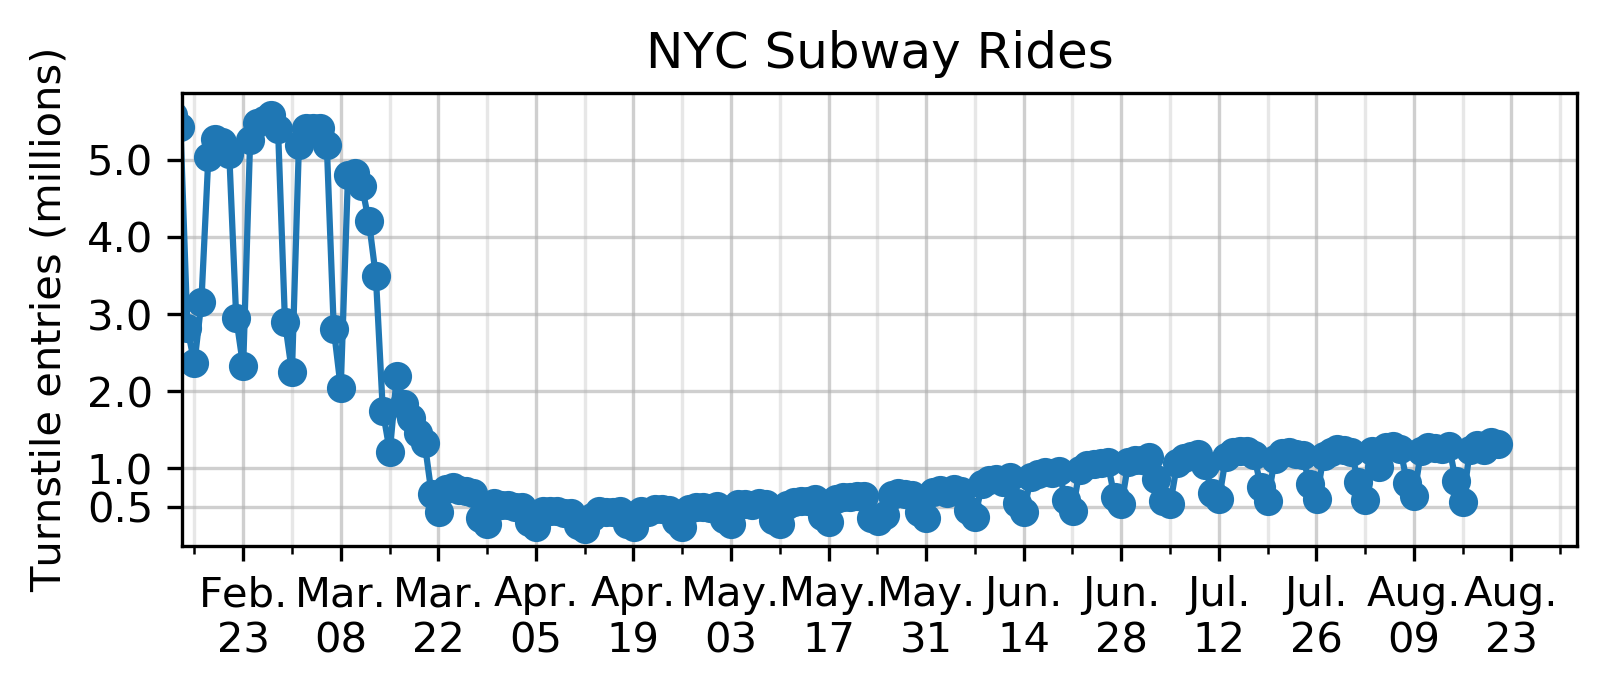 NYC Subway Rides
Turnstile entries (millions)
5.0
4.0
3.0
2.0
1.0
0.5
Feb. Mar. Mar. Apr. Apr. May. May. May. Jun. Jun. Jul. Jul. Aug. Aug.
23 08 22 05 19 03 17 31 14 28 12 26 09 23